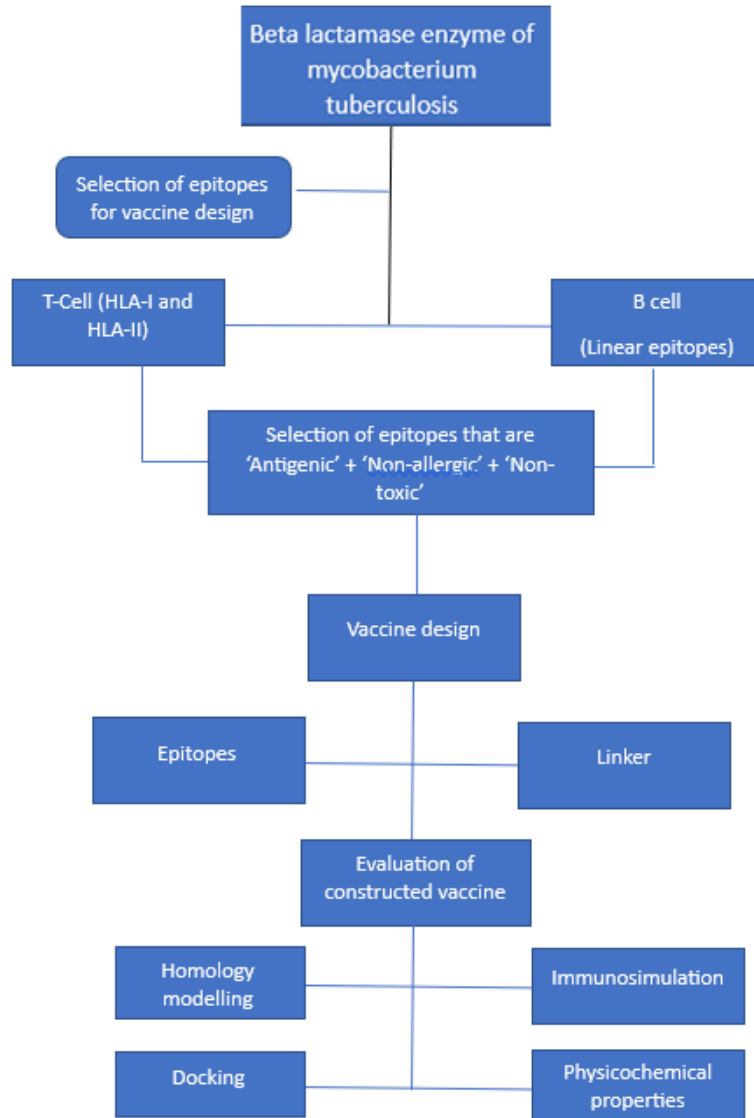 Beta lactamase enzyme of
mycobacterium
tuberculosis
Selection of epitopes
for vaccine design
T-Cell (HLA-I and
HLA-II)
B cell
(Linear epitopes)
Selection of epitopes that are
‘Antigenic’ + ‘Non-allergic’ + ‘Non-
toxic’
Vaccine design
Epitopes
Linker
Evaluation of
constructed vaccine
Homology
modelling
Immunosimulation
Docking
Physicochemical
properties